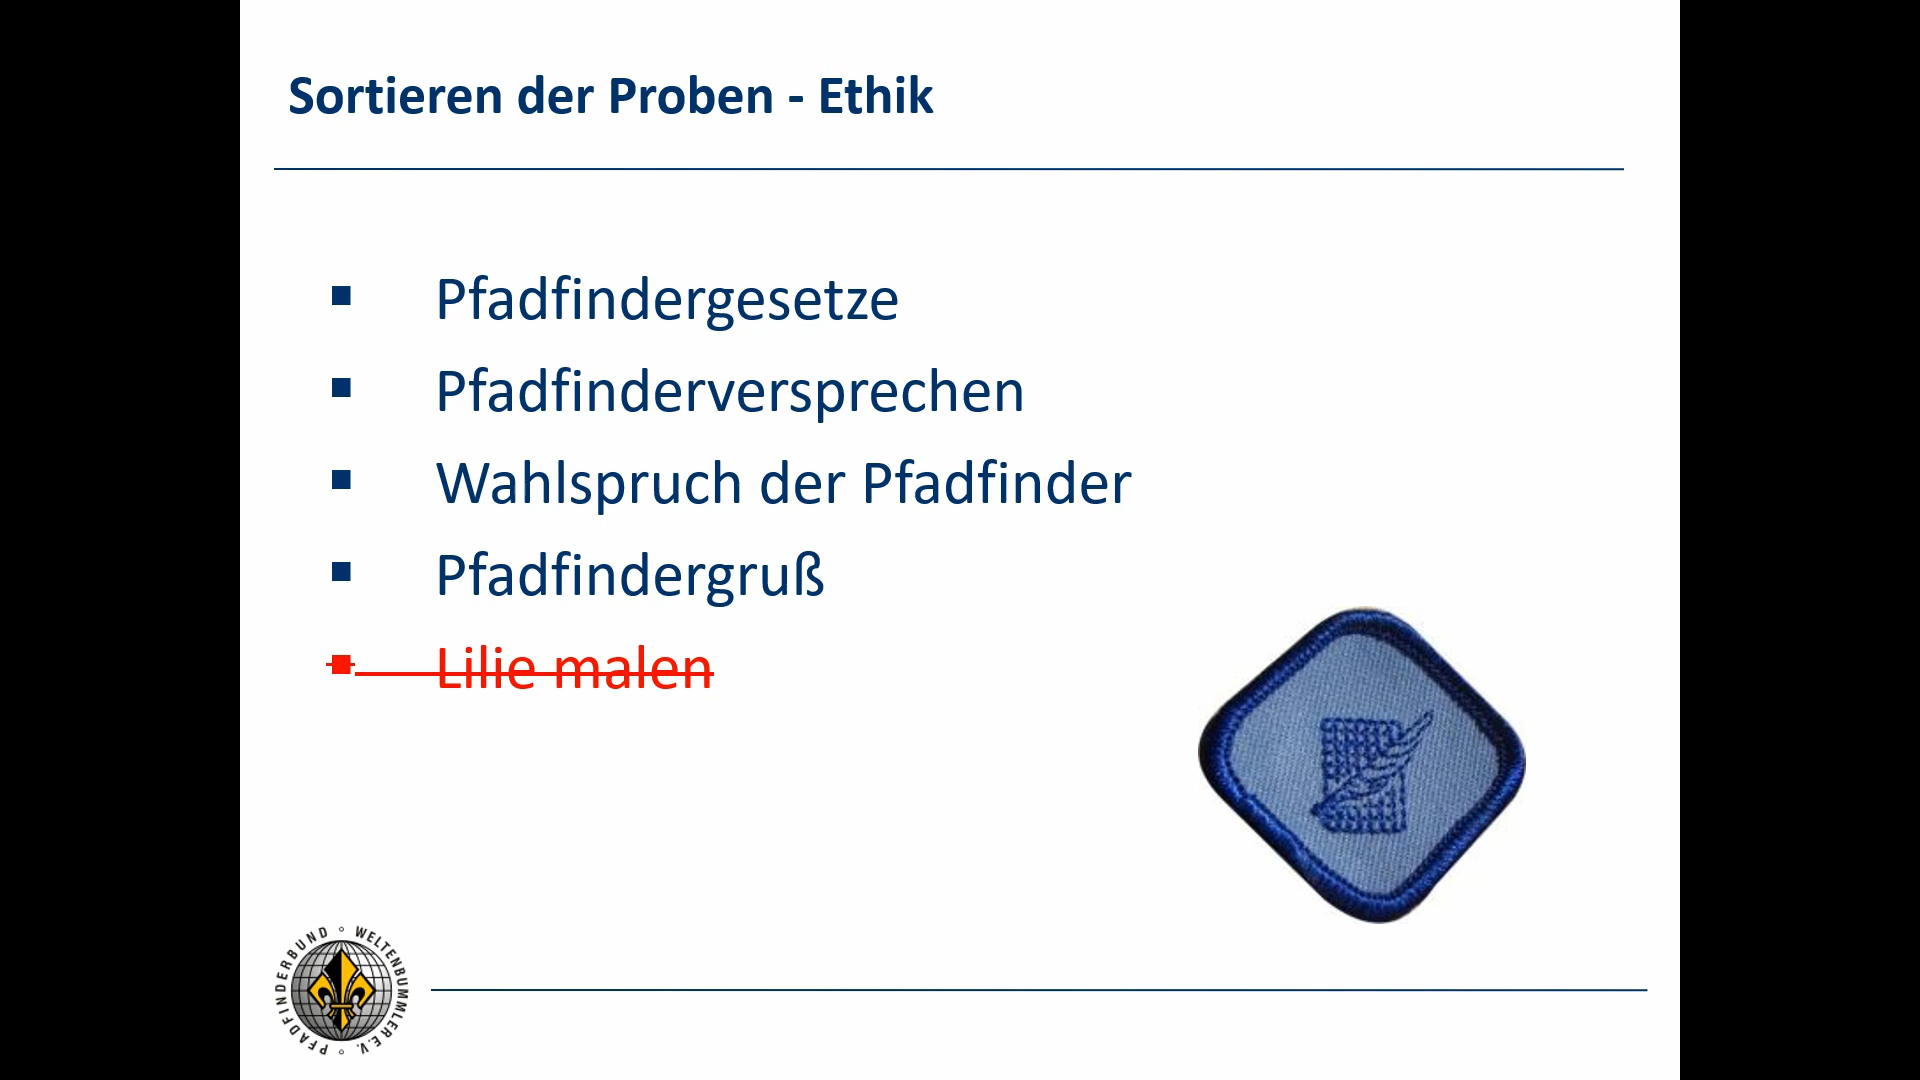 Sortieren der Proben - Ethik
▪ Pfadfindergesetze
▪ Pfadfinderversprechen
▪ Wahlspruch der Pfadfinder
▪ Pfadfindergruß
▪ Lilie malen
PFADFINDERBUND ◦ WELTENBUMMLER E.V. ◦